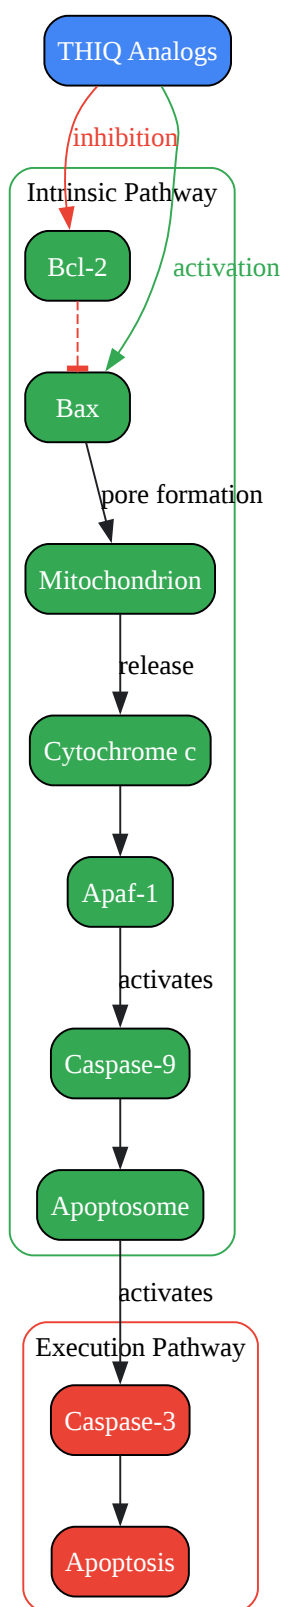 THIQ Analogs
inhibition
Intrinsic Pathway
Bcl-2
activation
Bax
pore formation
Mitochondrion
release
Cytochrome c
Apaf-1
activates
Caspase-9
Apoptosome
activates
Execution Pathway
Caspase-3
Apoptosis